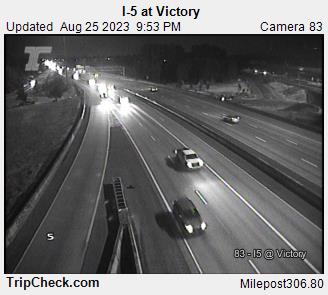 I-5 at Victory
Updated Aug 25 2023 9:53 PM Camera 83
T
S
83 - I5 @ Victory
TripCheck.com Milepost306.80